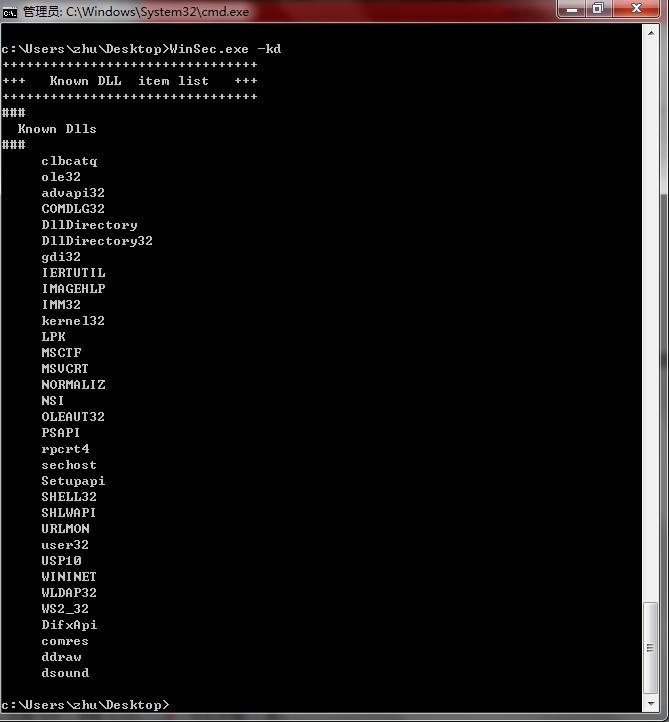 管理员: C:\Windows\System32\cmd.exe
c:\Users\zhu\Desktop>WinSec.exe -kd
++++++++++++++++++++++++++++++++
+++   Known DLL  item list   +++
++++++++++++++++++++++++++++++++
###
  Known Dlls
###
     clbcatq
     ole32
     advapi32
     COMDLG32
     DllDirectory
     DllDirectory32
     gdi32
     IERTUTIL
     IMAGEHLP
     IMM32
     kernel32
     LPK
     MSCTF
     MSVCRT
     NORMALIZ
     NSI
     OLEAUT32
     PSAPI
     rpcrt4
     sechost
     Setupapi
     SHELL32
     SHLWAPI
     URLMON
     user32
     USP10
     WININET
     WLDAP32
     WS2_32
     DifxApi
     comres
     ddraw
     dsound
c:\Users\zhu\Desktop>